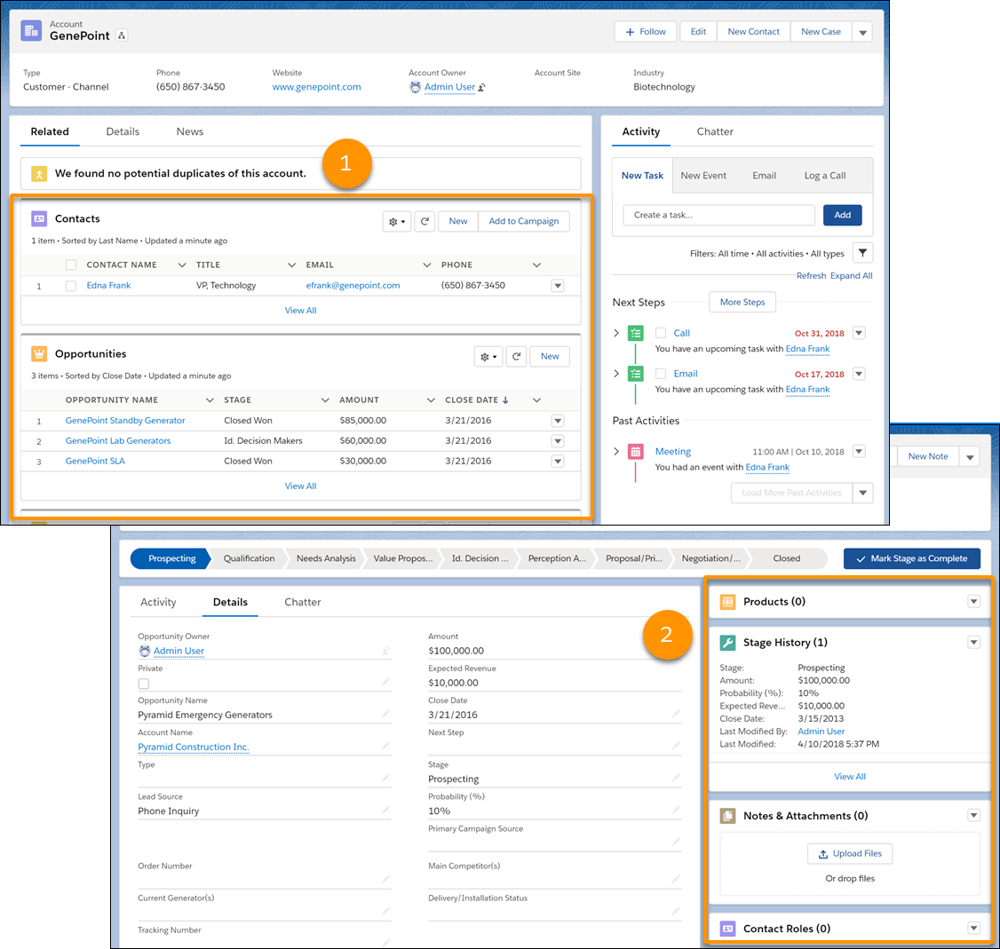 Account
GenePoint
+ Follow Edit New Contact New Case
Type Phone Website Account Owner Account Site Industry
Customer - Channel (650) 867-3450 www.genepoint.com Admin User Biotechnology
Related Details News
We found no potential duplicates of this account.
1
Contacts
New Add to Campaign
1 item • Sorted by Last Name • Updated a minute ago
CONTACT NAME TITLE EMAIL PHONE
1 Edna Frank VP, Technology efrank@genepoint.com (650) 867-3450
View All
Opportunities
New
3 items • Sorted by Close Date • Updated a minute ago
OPPORTUNITY NAME STAGE AMOUNT CLOSE DATE
1 GenePoint Standby Generator Closed Won $85,000.00 3/21/2016
2 GenePoint Lab Generators Id. Decision Makers $60,000.00 3/21/2016
3 GenePoint SLA Closed Won $30,000.00 3/21/2016
View All
Activity Chatter
New Task New Event Email Log a Call
Create a task... Add
Filters: All time • All activities • All types
Refresh Expand All
Next Steps More Steps
Call Oct 31, 2018
You have an upcoming task with Edna Frank
Email Oct 17, 2018
You have an upcoming task with Edna Frank
Past Activities
Meeting 11:00 AM | Oct 10, 2018
You had an event with Edna Frank
Load More Past Activities
New Note
Prospecting Qualification Needs Analysis Value Propos... Id. Decision ... Perception A... Proposal/Pri... Negotiation/... Closed Mark Stage as Complete
Activity Details Chatter
2
Opportunity Owner
Admin User
Private
Opportunity Name
Pyramid Emergency Generators
Account Name
Pyramid Construction Inc.
Type
Lead Source
Phone Inquiry
Order Number
Current Generator(s)
Tracking Number
Amount
$100,000.00
Expected Revenue
$10,000.00
Close Date
3/21/2016
Next Step
Stage
Prospecting
Probability (%)
10%
Primary Campaign Source
Main Competitor(s)
Delivery/Installation Status
Products (0)
Stage History (1)
Stage: Prospecting
Amount: $100,000.00
Probability (%): 10%
Expected Reve... $10,000.00
Close Date: 3/15/2013
Last Modified By: Admin User
Last Modified: 4/10/2018 5:37 PM
View All
Notes & Attachments (0)
Upload Files
Or drop files
Contact Roles (0)